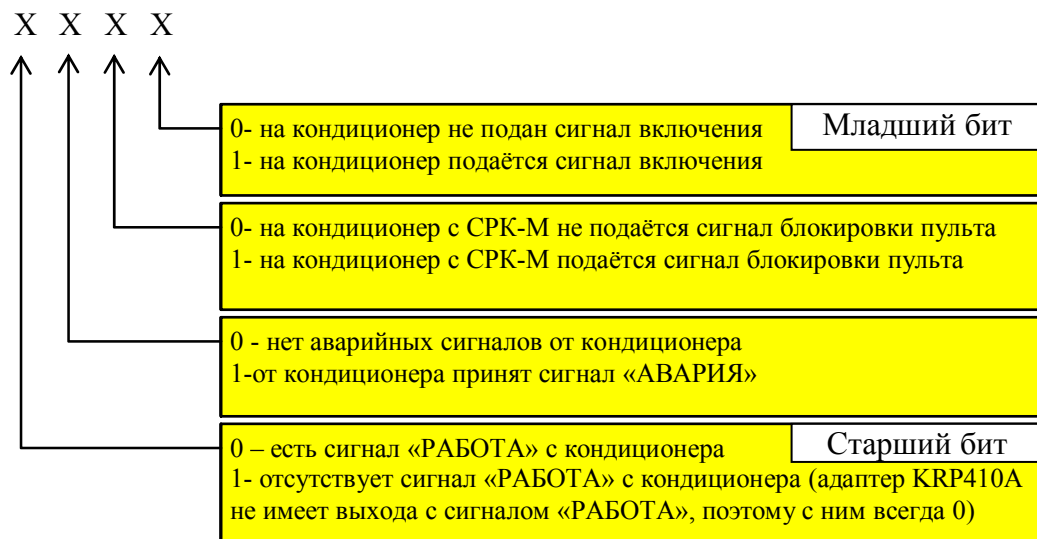 X X X X
0- на кондиционер не подан сигнал включения
Младший бит
1- на кондиционер подаётся сигнал включения
0- на кондиционер с СРК-М не подаётся сигнал блокировки пульта
1- на кондиционер с СРК-М подаётся сигнал блокировки пульта
0 - нет аварийных сигналов от кондиционера
1-от кондиционера принят сигнал «АВАРИЯ»
0 – есть сигнал «РАБОТА» с кондиционера
Старший бит
1- отсутствует сигнал «РАБОТА» с кондиционера (адаптер KRP410A
не имеет выхода с сигналом «РАБОТА», поэтому с ним всегда 0)